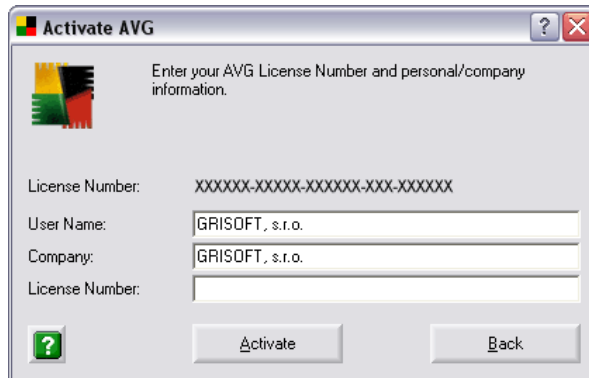 Activate AVG
Enter your AVG License Number and personal/company
information.
License Number: XXXXXX-XXXXX-XXXXXX-XXX-XXXXXX
User Name: GRISOFT, s.r.o.
Company: GRISOFT, s.r.o.
License Number:
? Activate Back